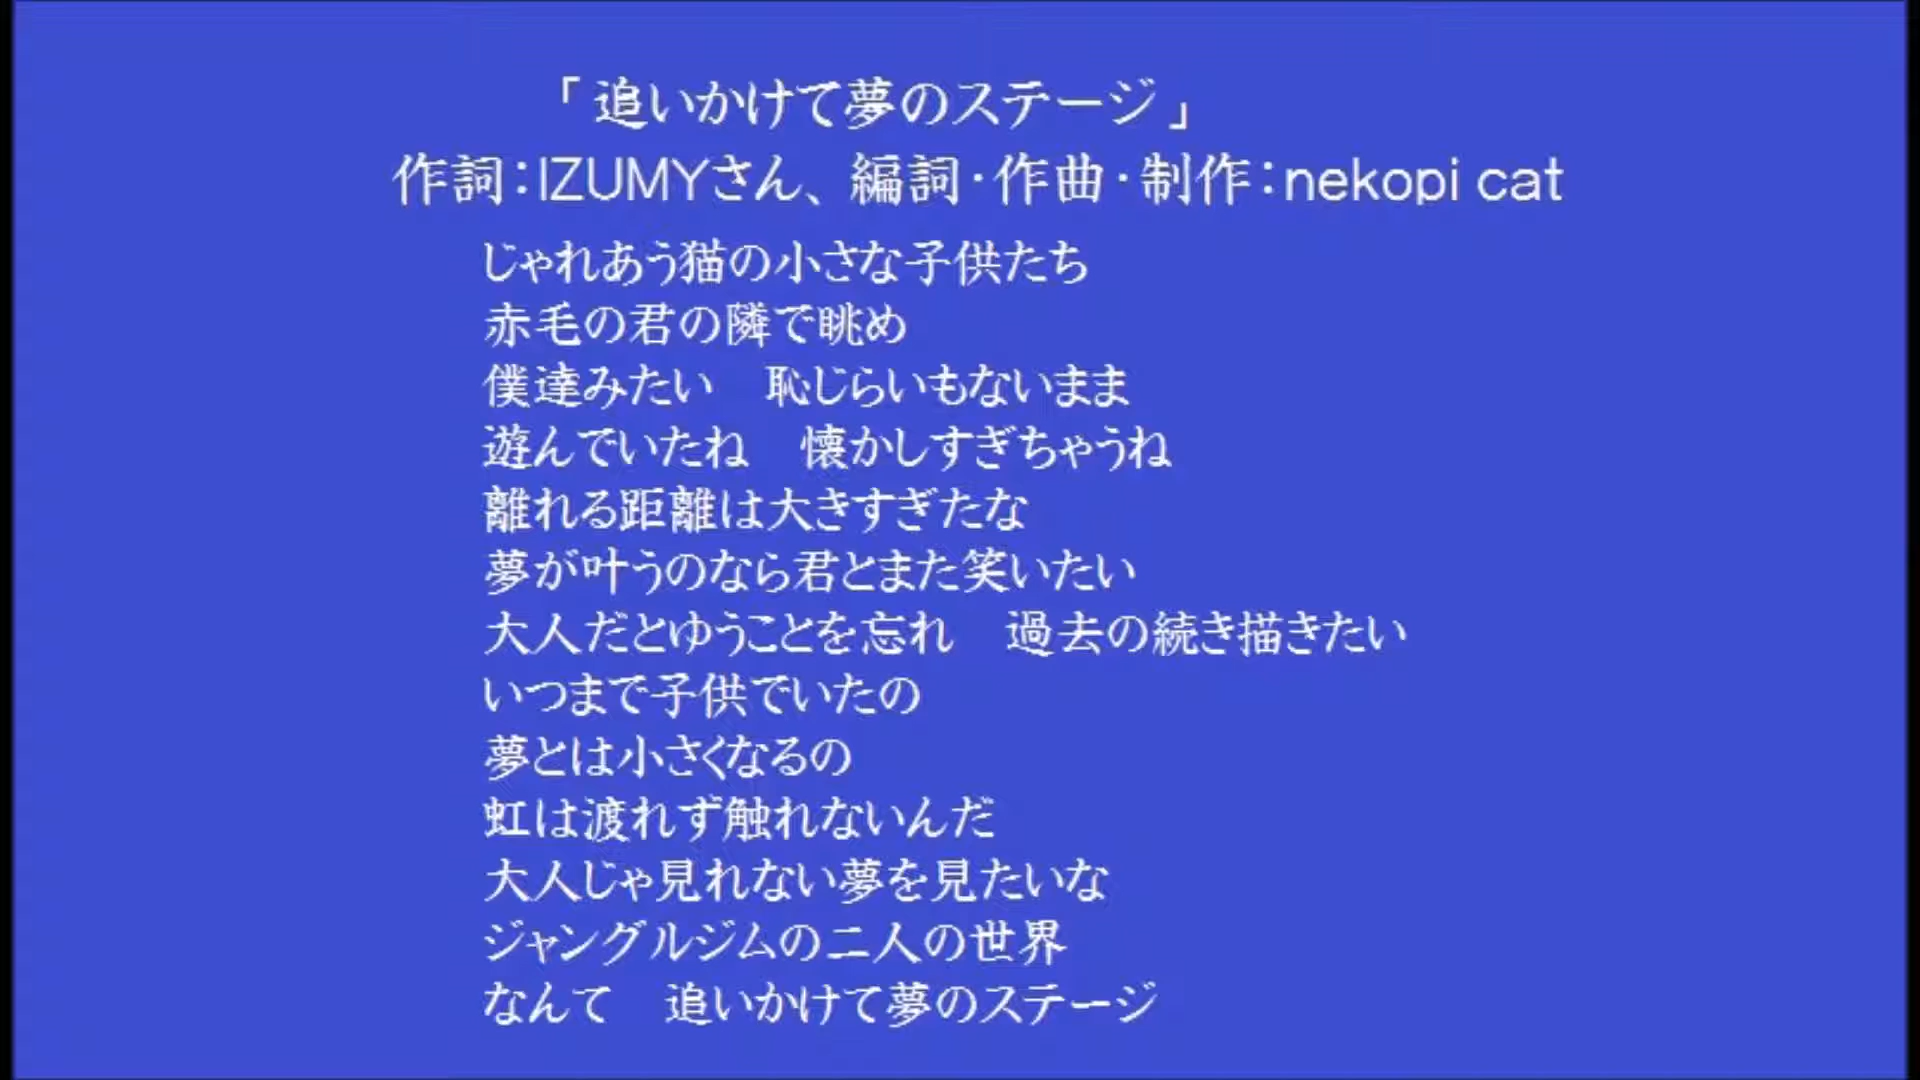 「追いかけて夢のステージ」
作詞：IZUMYさん、編詞・作曲・制作：nekopi cat
じゃれあう猫の小さな子供たち
赤毛の君の隣で眺め
僕達みたい　恥じらいもないまま
遊んでいたね　懐かしすぎちゃうね
離れる距離は大きすぎたな
夢が叶うのなら君とまた笑いたい
大人だとゆうことを忘れ　過去の続き描きたい
いつまで子供でいたの
夢とは小さくなるの
虹は渡れず触れないんだ
大人じゃ見れない夢を見たいな
ジャングルジムの二人の世界
なんて　追いかけて夢のステージ